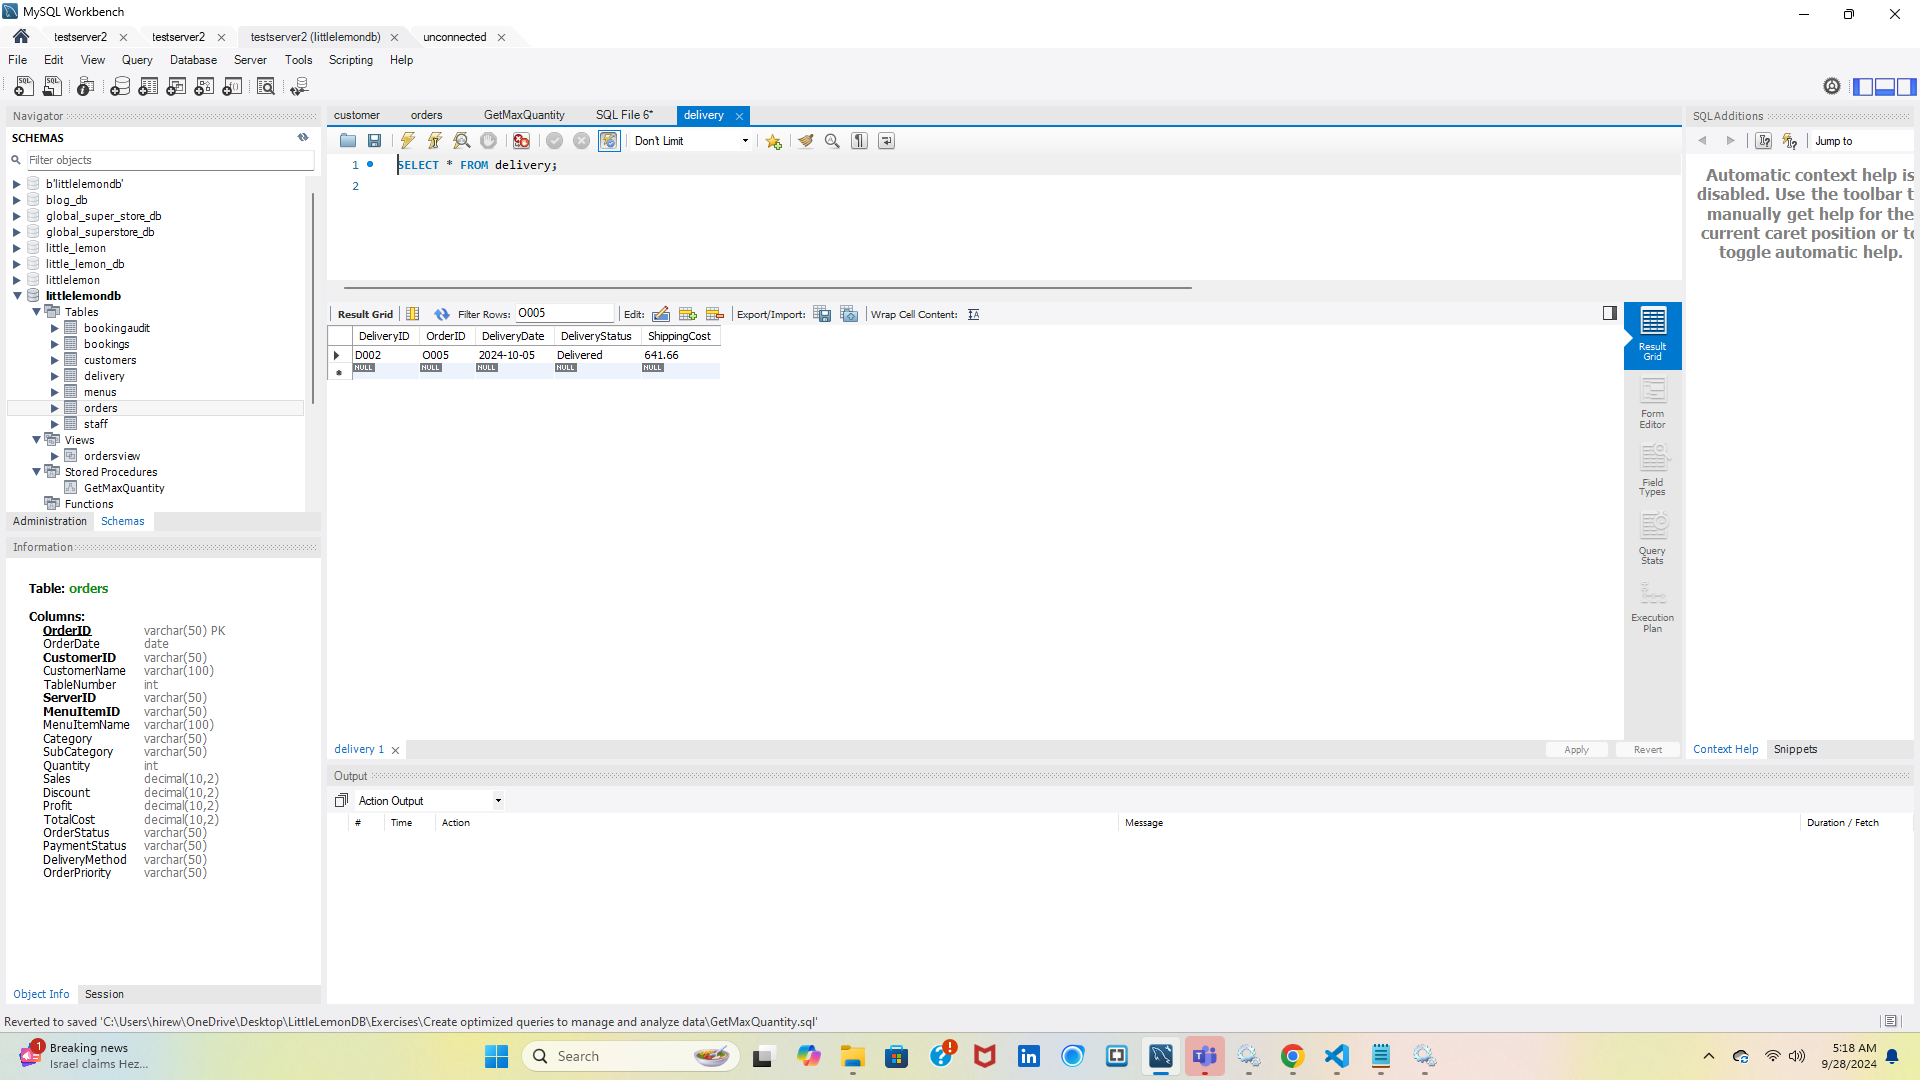 MySQL Workbench
testserver2
testserver2
testserver2 (littlelemondb)
unconnected
File Edit View Query Database Server Tools Scripting Help
Navigator
SCHEMAS
Filter objects
b'littlelemondb'
blog_db
global_super_store_db
global_superstore_db
little_lemon
little_lemon_db
littlelemon
littlelemondb
Tables
bookingaudit
bookings
customers
delivery
menus
orders
staff
Views
ordersview
Stored Procedures
GetMaxQuantity
Functions
Administration Schemas
Information
Table: orders
Columns:
OrderID varchar(50) PK
OrderDate date
CustomerID varchar(50)
CustomerName varchar(100)
TableNumber int
ServerID varchar(50)
MenuItemID varchar(50)
MenuItemName varchar(100)
Category varchar(50)
SubCategory varchar(50)
Quantity int
Sales decimal(10,2)
Discount decimal(10,2)
Profit decimal(10,2)
TotalCost decimal(10,2)
OrderStatus varchar(50)
PaymentStatus varchar(50)
DeliveryMethod varchar(50)
OrderPriority varchar(50)
Object Info Session
customer orders GetMaxQuantity SQL File 6* delivery
Don't Limit
1 SELECT * FROM delivery;
2
Result Grid Filter Rows: O005 Edit: Export/Import: Wrap Cell Content:
DeliveryID OrderID DeliveryDate DeliveryStatus ShippingCost
D002 O005 2024-10-05 Delivered 641.66
NULL NULL NULL NULL NULL
Result
Grid
Form
Editor
Field
Types
Query
Stats
Execution
Plan
delivery 1
Apply Revert
Output
Action Output
# Time Action Message Duration / Fetch
SQLAdditions
Jump to
Automatic context help is
disabled. Use the toolbar t
manually get help for the
current caret position or to
toggle automatic help.
Context Help Snippets
Reverted to saved 'C:\Users\hirew\OneDrive\Desktop\LittleLemonDB\Exercises\Create optimized queries to manage and analyze data\GetMaxQuantity.sql'
1
Breaking news
Israel claims Hez...
Search
5:18 AM
9/28/2024